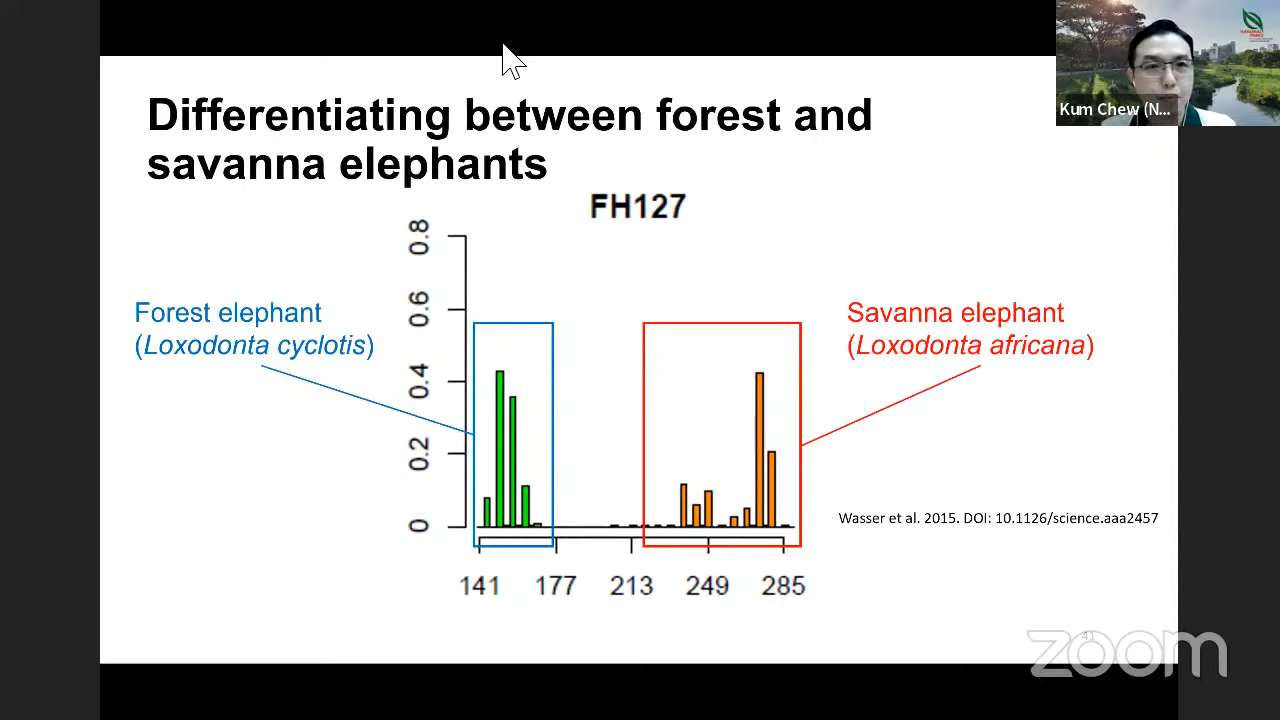 Differentiating between forest and
savanna elephants
Kum Chew (N...
FH127
0.8
0.6
0.4
0.2
0
Forest elephant
(Loxodonta cyclotis)
Savanna elephant
(Loxodonta africana)
Wasser et al. 2015. DOI: 10.1126/science.aaa2457
141 177 213 249 285
41
zoom